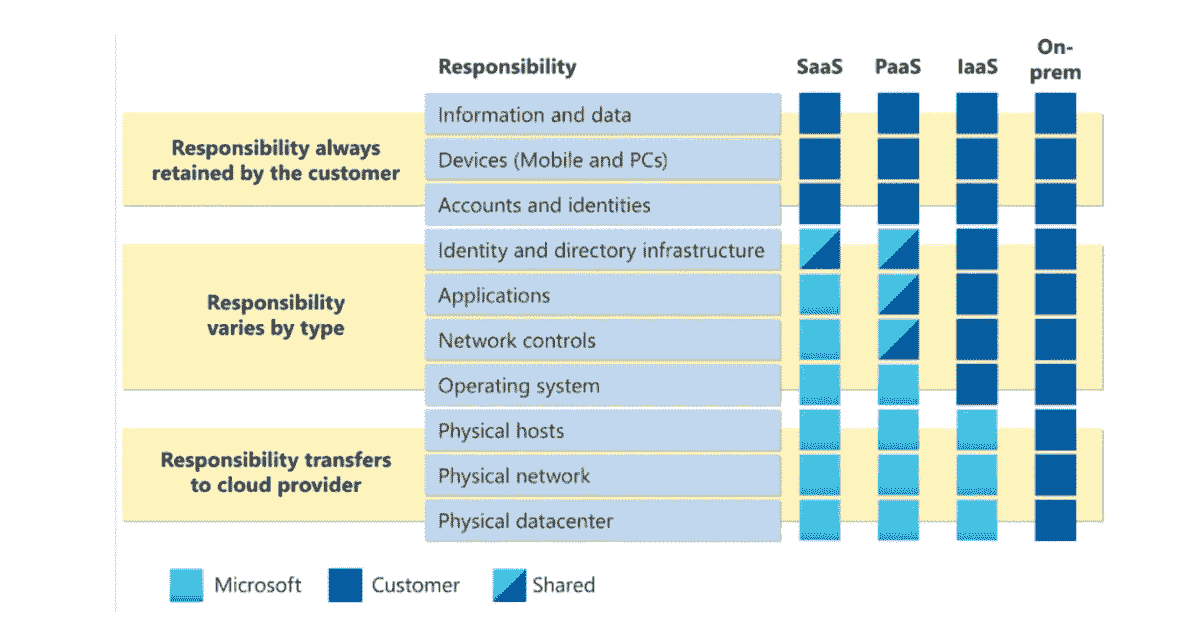 Responsibility SaaS PaaS IaaS On-
prem
Responsibility always
retained by the customer
Information and data
Devices (Mobile and PCs)
Accounts and identities
Responsibility
varies by type
Identity and directory infrastructure
Applications
Network controls
Operating system
Responsibility transfers
to cloud provider
Physical hosts
Physical network
Physical datacenter
Microsoft Customer Shared